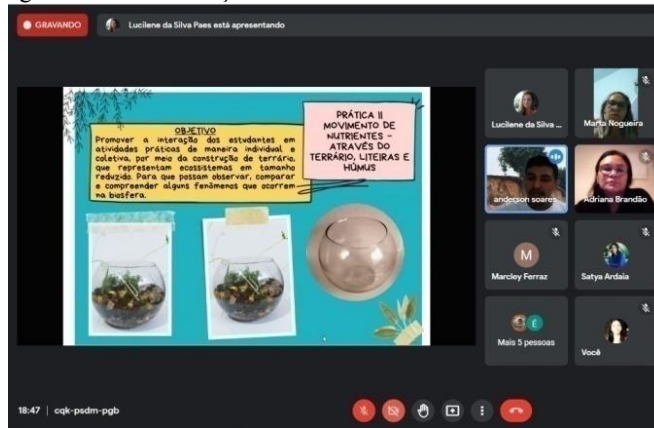 GRAVANDO
Lucilene da Silva Paes está apresentando
OBJETIVO
Promover a interação dos estudantes em
atividades práticas de maneira individual e
coletiva, por meio da construção de terrário,
que representam ecossistemas em tamanho
reduzido. Para que possam observar, comparar
e compreender alguns fenômenos que ocorrem
na biosfera.
PRÁTICA II
MOVIMENTO DE
NUTRIENTES -
ATRAVÉS DO
TERRÁRIO, LITEIRAS E
HÚMUS
Lucilene da Silva ...
Marta Nogueira
anderson soares
Adriana Brandão
M
Marcley Ferraz
Satya Ardaia
É
Mais 5 pessoas
Você
18:47 | cqk-psdm-pgb